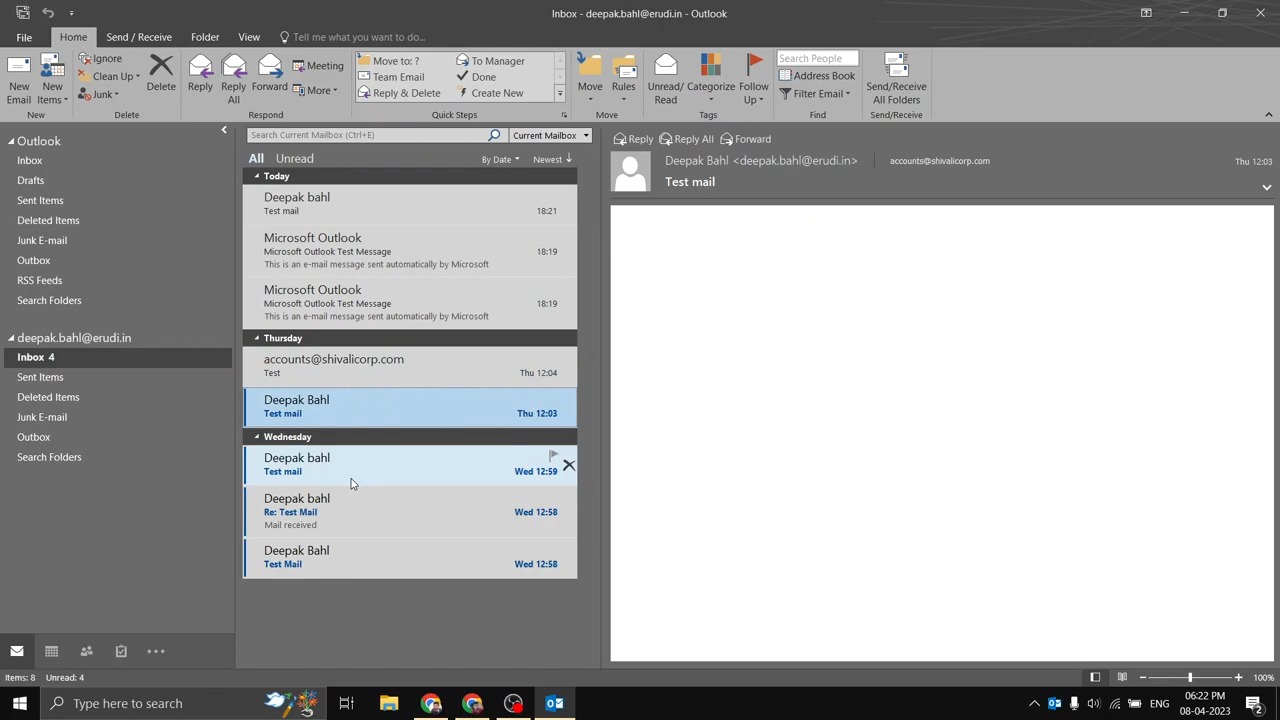 Inbox - deepak.bahl@erudi.in - Outlook
File Home Send / Receive Folder View Tell me what you want to do...
New Email
New Items
New
Ignore
Clean Up
Junk
Delete
Delete
Reply
Reply All
Forward
Meeting
More
Respond
Move to: ?
Team Email
Reply & Delete
To Manager
Done
Create New
Quick Steps
Move
Rules
Move
Unread/ Read
Categorize
Follow Up
Tags
Search People
Address Book
Filter Email
Find
Send/Receive All Folders
Send/Receive
Outlook
Inbox
Drafts
Sent Items
Deleted Items
Junk E-mail
Outbox
RSS Feeds
Search Folders
deepak.bahl@erudi.in
Inbox 4
Sent Items
Deleted Items
Junk E-mail
Outbox
Search Folders
Search Current Mailbox (Ctrl+E) Current Mailbox
All Unread By Date Newest
Today
Deepak bahl
Test mail 18:21
Microsoft Outlook
Microsoft Outlook Test Message 18:19
This is an e-mail message sent automatically by Microsoft
Microsoft Outlook
Microsoft Outlook Test Message 18:19
This is an e-mail message sent automatically by Microsoft
Thursday
accounts@shivalicorp.com
Test Thu 12:04
Deepak Bahl
Test mail Thu 12:03
Wednesday
Deepak bahl
Test mail Wed 12:59
Deepak bahl
Re: Test Mail Wed 12:58
Mail received
Deepak Bahl
Test Mail Wed 12:58
Reply Reply All Forward
Deepak Bahl <deepak.bahl@erudi.in> accounts@shivalicorp.com Thu 12:03
Test mail
Items: 8 Unread: 4 100%
Type here to search
ENG
06:22 PM
08-04-2023
2